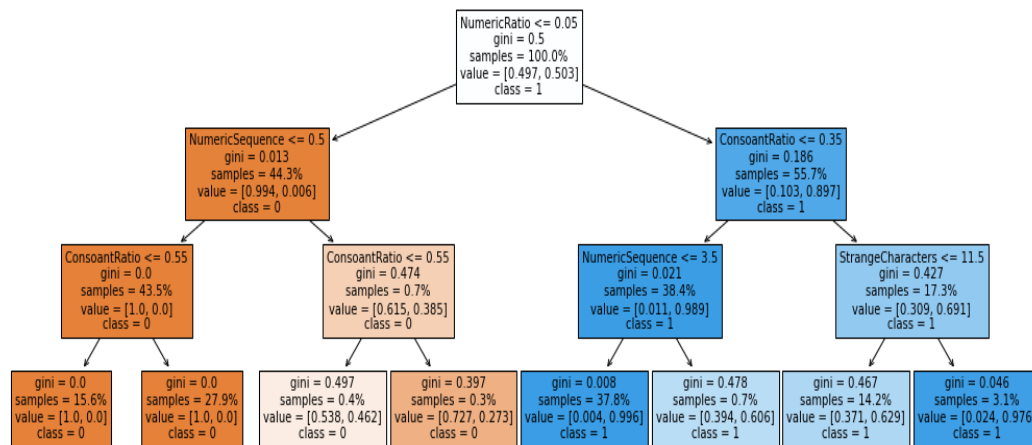 NumericRatio <= 0.05
gini = 0.5
samples = 100.0%
value = [0.497, 0.503]
class = 1
NumericSequence <= 0.5
gini = 0.013
samples = 44.3%
value = [0.994, 0.006]
class = 0
ConsoantRatio <= 0.35
gini = 0.186
samples = 55.7%
value = [0.103, 0.897]
class = 1
ConsoantRatio <= 0.55
gini = 0.0
samples = 43.5%
value = [1.0, 0.0]
class = 0
ConsoantRatio <= 0.55
gini = 0.474
samples = 0.7%
value = [0.615, 0.385]
class = 0
NumericSequence <= 3.5
gini = 0.021
samples = 38.4%
value = [0.011, 0.989]
class = 1
StrangeCharacters <= 11.5
gini = 0.427
samples = 17.3%
value = [0.309, 0.691]
class = 1
gini = 0.0
samples = 15.6%
value = [1.0, 0.0]
class = 0
gini = 0.0
samples = 27.9%
value = [1.0, 0.0]
class = 0
gini = 0.497
samples = 0.4%
value = [0.538, 0.462]
class = 0
gini = 0.397
samples = 0.3%
value = [0.727, 0.273]
class = 0
gini = 0.008
samples = 37.8%
value = [0.004, 0.996]
class = 1
gini = 0.478
samples = 0.7%
value = [0.394, 0.606]
class = 1
gini = 0.467
samples = 14.2%
value = [0.371, 0.629]
class = 1
gini = 0.046
samples = 3.1%
value = [0.024, 0.976
class = 1